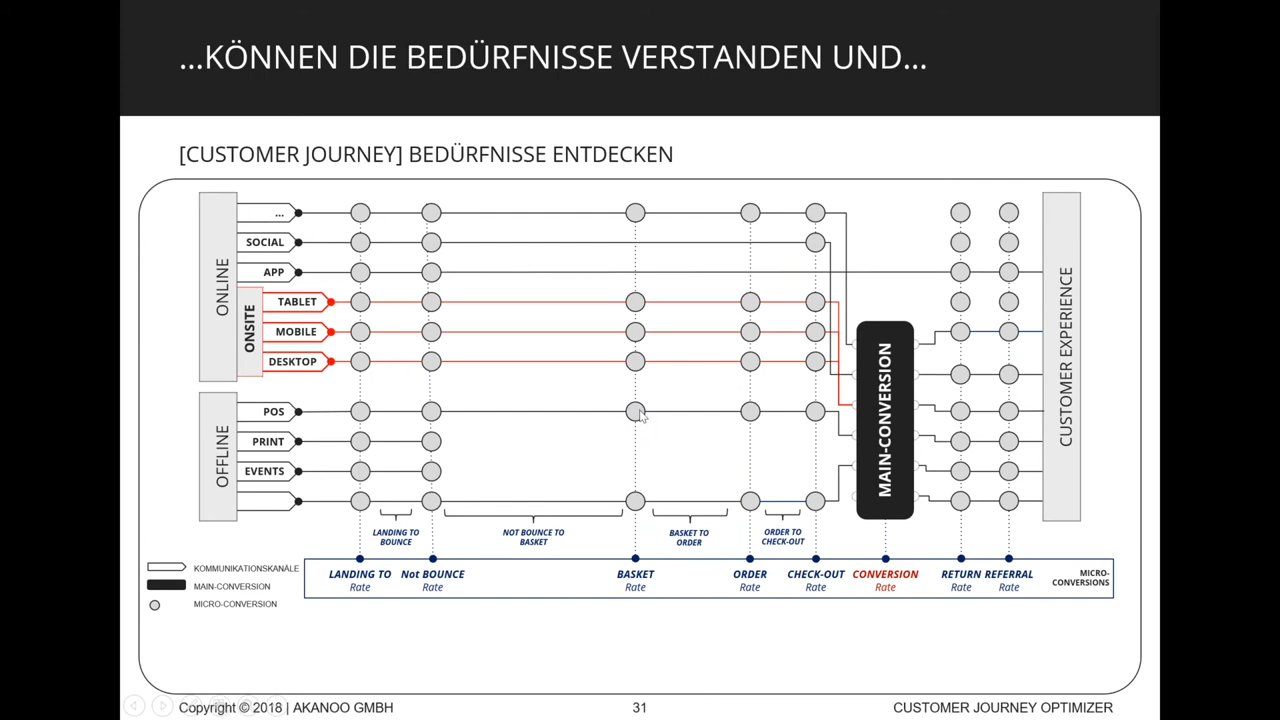 ...KÖNNEN DIE BEDÜRFNISSE VERSTANDEN UND...
[CUSTOMER JOURNEY] BEDÜRFNISSE ENTDECKEN
ONLINE
...
SOCIAL
APP
ONSITE
TABLET
MOBILE
DESKTOP
OFFLINE
POS
PRINT
EVENTS
MAIN-CONVERSION
CUSTOMER EXPERIENCE
LANDING TO
BOUNCE
NOT BOUNCE TO
BASKET
BASKET TO
ORDER
ORDER TO
CHECK-OUT
LANDING TO
Rate
Not BOUNCE
Rate
BASKET
Rate
ORDER
Rate
CHECK-OUT
Rate
CONVERSION
Rate
RETURN
Rate
REFERRAL
Rate
MICRO-
CONVERSIONS
KOMMUNIKATIONSKANÄLE
MAIN-CONVERSION
MICRO-CONVERSION
Copyright © 2018 | AKANOO GMBH
31
CUSTOMER JOURNEY OPTIMIZER